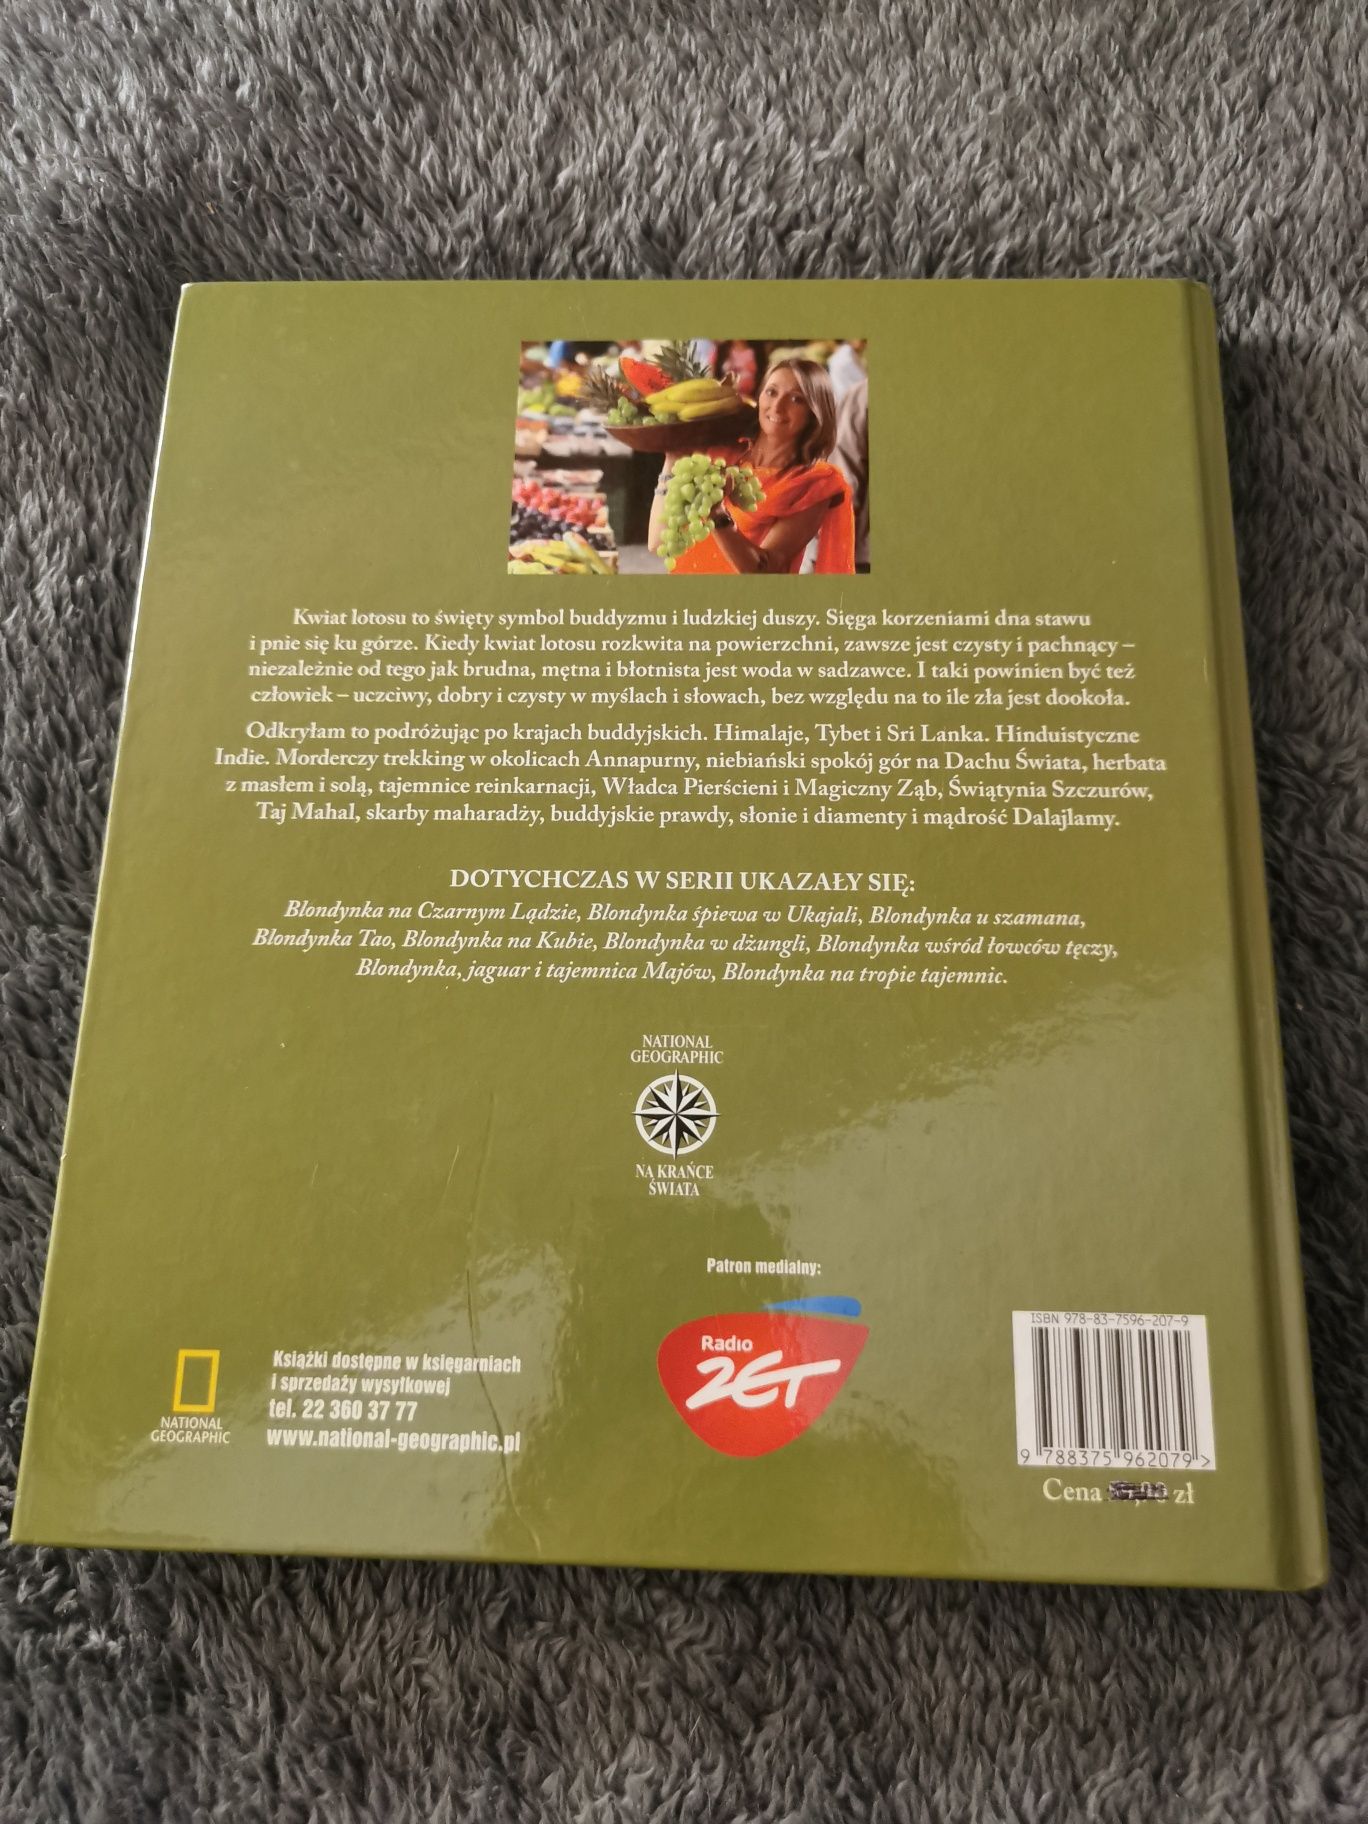 Kwiat lotosu to święty symbol buddyzmu i ludzkiej duszy. Sięga korzeniami dna stawu
i pnie się ku górze. Kiedy kwiat lotosu rozkwita na powierzchni, zawsze jest czysty i pachnący –
niezależnie od tego jak brudna, mętna i błotnista jest woda w sadzawce. I taki powinien być też
człowiek – uczciwy, dobry i czysty w myślach i słowach, bez względu na to ile zła jest dookoła.
Odkryłam to podróżując po krajach buddyjskich. Himalaje, Tybet i Sri Lanka. Hinduistyczne
Indie. Morderczy trekking w okolicach Annapurny, niebiański spokój gór na Dachu Świata, herbata
z masłem i solą, tajemnice reinkarnacji, Władca Pierścieni i Magiczny Ząb, Świątynia Szczurów,
Taj Mahal, skarby maharadży, buddyjskie prawdy, słonie i diamenty i mądrość Dalajlamy.
DOTYCHCZAS W SERII UKAZAŁY SIĘ:
Blondynka na Czarnym Lądzie, Blondynka śpiewa w Ukajali, Blondynka u szamana,
Blondynka Tao, Blondynka na Kubie, Blondynka w dżungli, Blondynka wśród łowców tęczy,
Blondynka, jaguar i tajemnica Majów, Blondynka na tropie tajemnic.
NATIONAL
GEOGRAPHIC
NA KRAŃCE
ŚWIATA
Patron medialny:
Radio
ZET
NATIONAL
GEOGRAPHIC
Książki dostępne w księgarniach
i sprzedaży wysyłkowej
tel. 22 360 37 77
www.national-geographic.pl
ISBN 978-83-7596-207-9
9 788375 962079 >
Cena zł